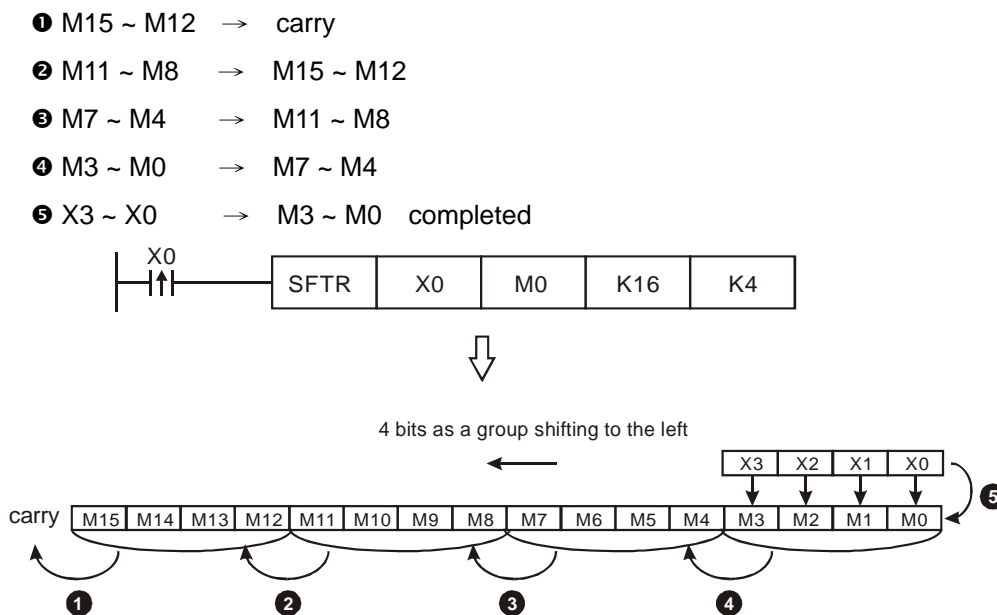 ❶ M15 ~ M12 → carry
❷ M11 ~ M8 → M15 ~ M12
❸ M7 ~ M4 → M11 ~ M8
❹ M3 ~ M0 → M7 ~ M4
❺ X3 ~ X0 → M3 ~ M0 completed
X0
SFTR X0 M0 K16 K4
4 bits as a group shifting to the left
X3 X2 X1 X0
❺
carry M15 M14 M13 M12 M11 M10 M9 M8 M7 M6 M5 M4 M3 M2 M1 M0
❶ ❷ ❸ ❹